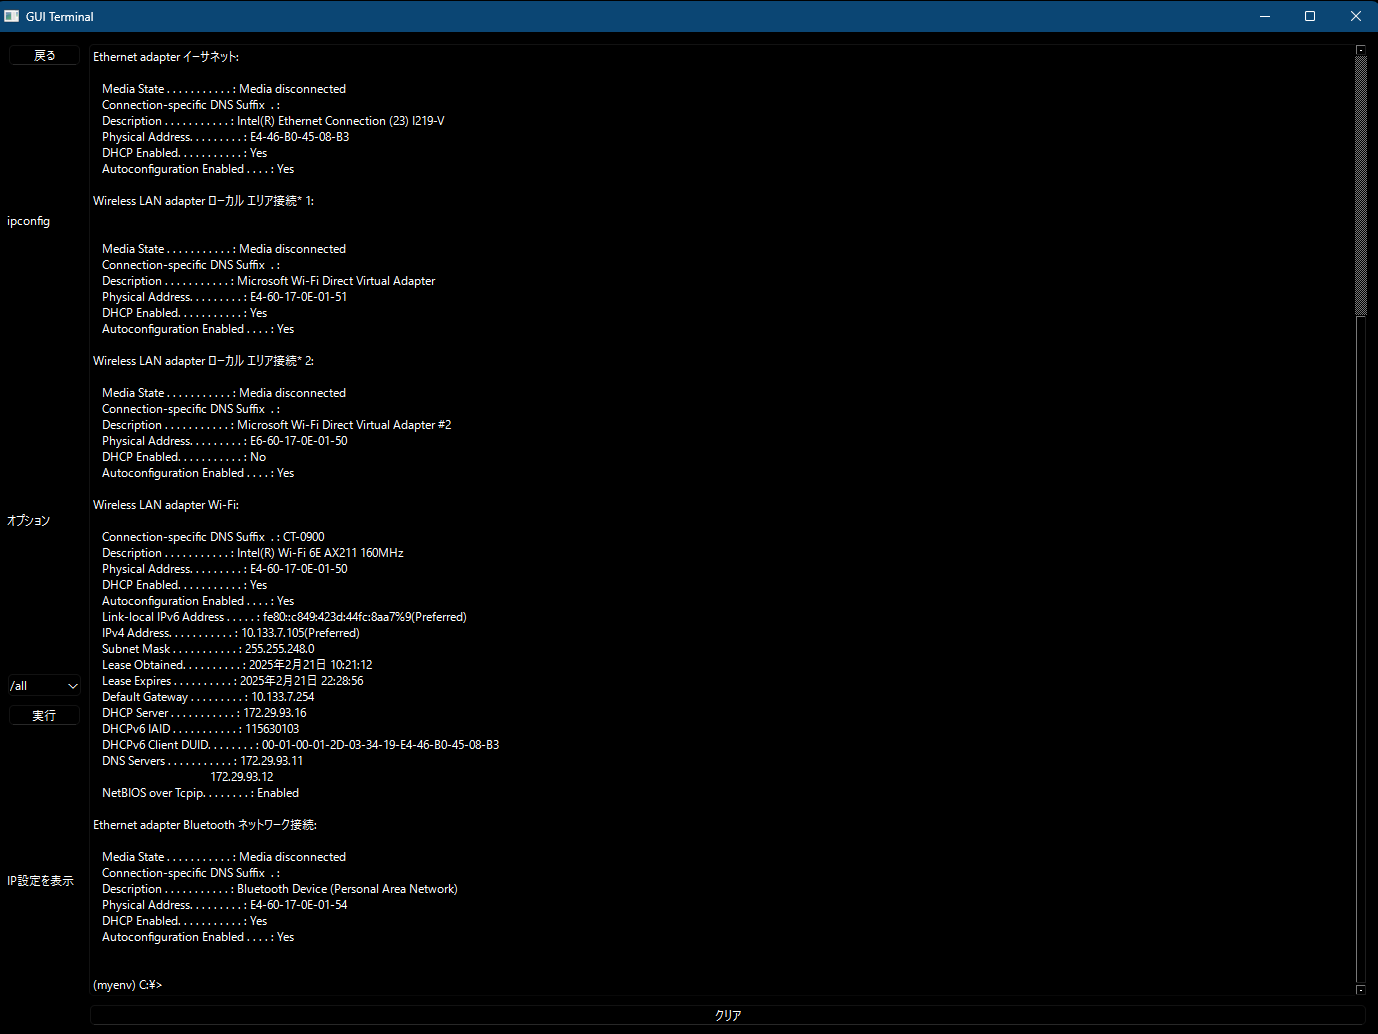 GUI Terminal
戻る
ipconfig
オプション
/all
実行
IP設定を表示
Ethernet adapter イーサネット:
Media State . . . . . . . . . . . : Media disconnected
Connection-specific DNS Suffix  . :
Description . . . . . . . . . . . : Intel(R) Ethernet Connection (23) I219-V
Physical Address. . . . . . . . . : E4-46-B0-45-08-B3
DHCP Enabled. . . . . . . . . . . : Yes
Autoconfiguration Enabled . . . . : Yes
Wireless LAN adapter ローカル エリア接続* 1:
Media State . . . . . . . . . . . : Media disconnected
Connection-specific DNS Suffix  . :
Description . . . . . . . . . . . : Microsoft Wi-Fi Direct Virtual Adapter
Physical Address. . . . . . . . . : E4-60-17-0E-01-51
DHCP Enabled. . . . . . . . . . . : Yes
Autoconfiguration Enabled . . . . : Yes
Wireless LAN adapter ローカル エリア接続* 2:
Media State . . . . . . . . . . . : Media disconnected
Connection-specific DNS Suffix  . :
Description . . . . . . . . . . . : Microsoft Wi-Fi Direct Virtual Adapter #2
Physical Address. . . . . . . . . : E6-60-17-0E-01-50
DHCP Enabled. . . . . . . . . . . : No
Autoconfiguration Enabled . . . . : Yes
Wireless LAN adapter Wi-Fi:
Connection-specific DNS Suffix  . : CT-0900
Description . . . . . . . . . . . : Intel(R) Wi-Fi 6E AX211 160MHz
Physical Address. . . . . . . . . : E4-60-17-0E-01-50
DHCP Enabled. . . . . . . . . . . : Yes
Autoconfiguration Enabled . . . . : Yes
Link-local IPv6 Address . . . . . : fe80::c849:423d:44fc:8aa7%9(Preferred)
IPv4 Address. . . . . . . . . . . : 10.133.7.105(Preferred)
Subnet Mask . . . . . . . . . . . : 255.255.248.0
Lease Obtained. . . . . . . . . . : 2025年2月21日 10:21:12
Lease Expires . . . . . . . . . . : 2025年2月21日 22:28:56
Default Gateway . . . . . . . . . : 10.133.7.254
DHCP Server . . . . . . . . . . . : 172.29.93.16
DHCPv6 IAID . . . . . . . . . . . : 115630103
DHCPv6 Client DUID. . . . . . . . : 00-01-00-01-2D-03-34-19-E4-46-B0-45-08-B3
DNS Servers . . . . . . . . . . . : 172.29.93.11
172.29.93.12
NetBIOS over Tcpip. . . . . . . . : Enabled
Ethernet adapter Bluetooth ネットワーク接続:
Media State . . . . . . . . . . . : Media disconnected
Connection-specific DNS Suffix  . :
Description . . . . . . . . . . . : Bluetooth Device (Personal Area Network)
Physical Address. . . . . . . . . : E4-60-17-0E-01-54
DHCP Enabled. . . . . . . . . . . : Yes
Autoconfiguration Enabled . . . . : Yes
(myenv) C:¥>
クリア